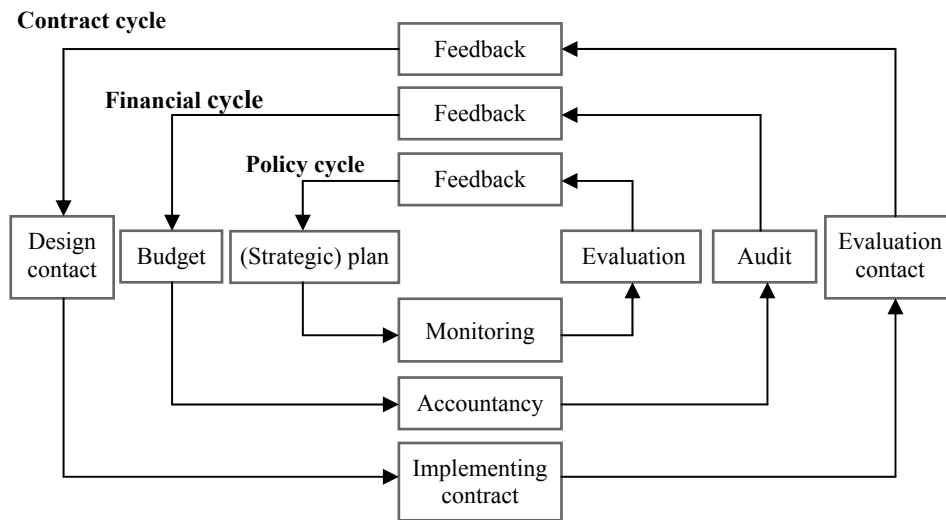 Contract cycle
Feedback
Financial cycle
Feedback
Policy cycle
Feedback
Design
contact
Budget
(Strategic) plan
Evaluation
Audit
Evaluation
contact
Monitoring
Accountancy
Implementing
contract